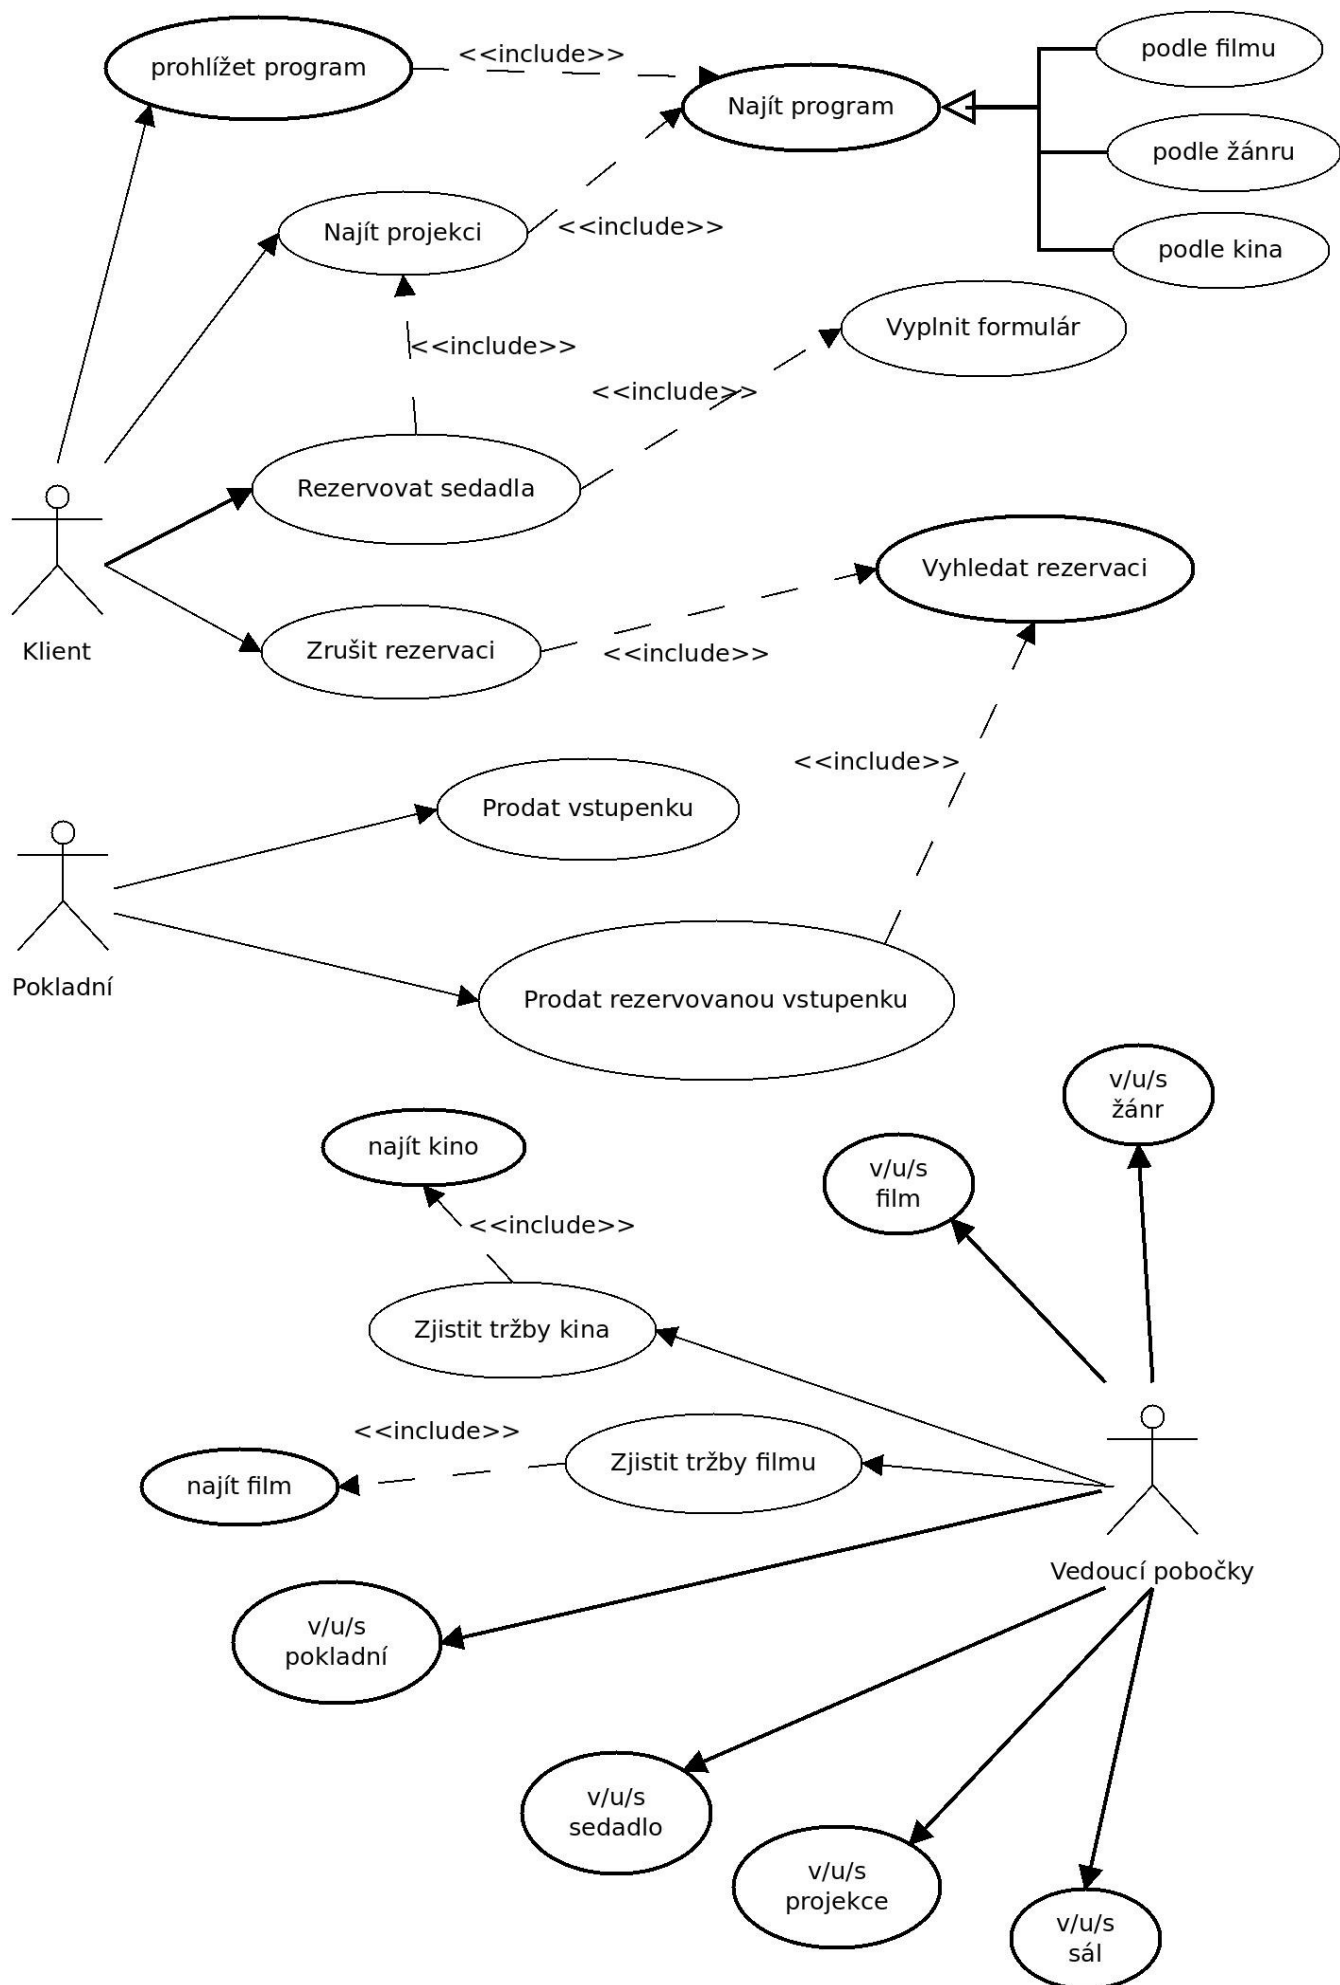 prohlížet program
<<include>>
Najít program
podle filmu
podle žánru
podle kina
Najít projekci
<<include>>
<<include>>
Vyplnit formulár
<<include>>
Rezervovat sedadla
Vyhledat rezervaci
Klient
Zrušit rezervaci
<<include>>
<<include>>
Prodat vstupenku
Pokladní
Prodat rezervovanou vstupenku
v/u/s
žánr
najít kino
v/u/s
film
<<include>>
Zjistit tržby kina
<<include>>
Zjistit tržby filmu
najít film
Vedoucí pobočky
v/u/s
pokladní
v/u/s
sedadlo
v/u/s
projekce
v/u/s
sál